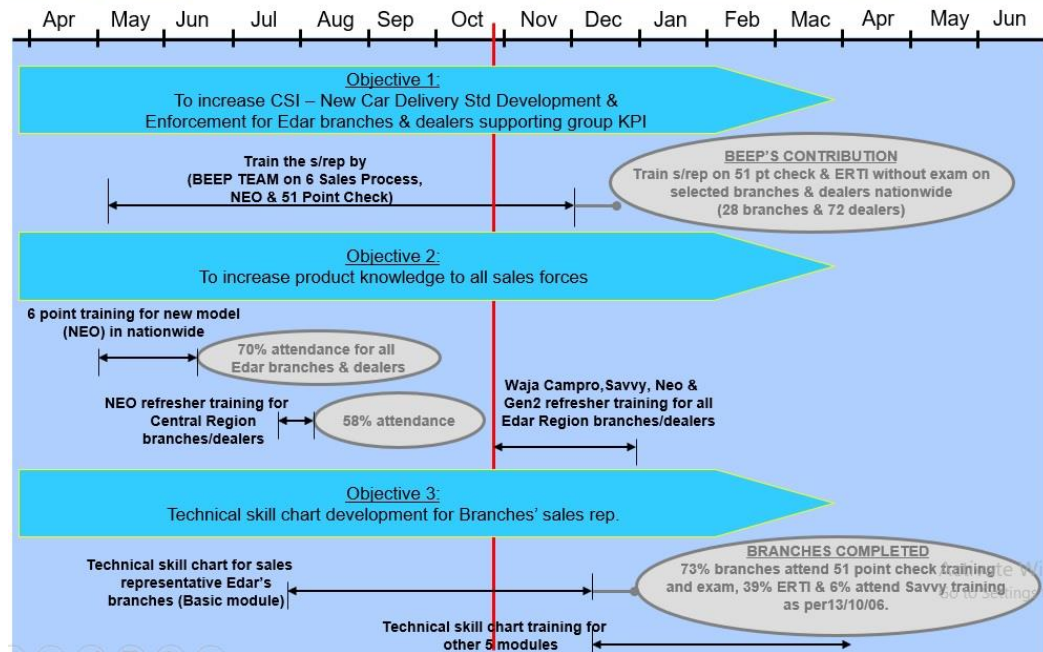 Apr May Jun Jul Aug Sep Oct Nov Dec Jan Feb Mac Apr May Jun
Objective 1:
To increase CSI – New Car Delivery Std Development &
Enforcement for Edar branches & dealers supporting group KPI
Train the s/rep by
(BEEP TEAM on 6 Sales Process,
NEO & 51 Point Check)
BEEP'S CONTRIBUTION
Train s/rep on 51 pt check & ERTI without exam on
selected branches & dealers nationwide
(28 branches & 72 dealers)
Objective 2:
To increase product knowledge to all sales forces
6 point training for new model
(NEO) in nationwide
70% attendance for all
Edar branches & dealers
NEO refresher training for
Central Region
branches/dealers
58% attendance
Waja Campro,Savvy, Neo &
Gen2 refresher training for all
Edar Region branches/dealers
Objective 3:
Technical skill chart development for Branches' sales rep.
Technical skill chart for sales
representative Edar's
branches (Basic module)
BRANCHES COMPLETED
73% branches attend 51 point check training
and exam, 39% ERTI & 6% attend Savvy training
as per13/10/06.
Technical skill chart training for
other 5 modules